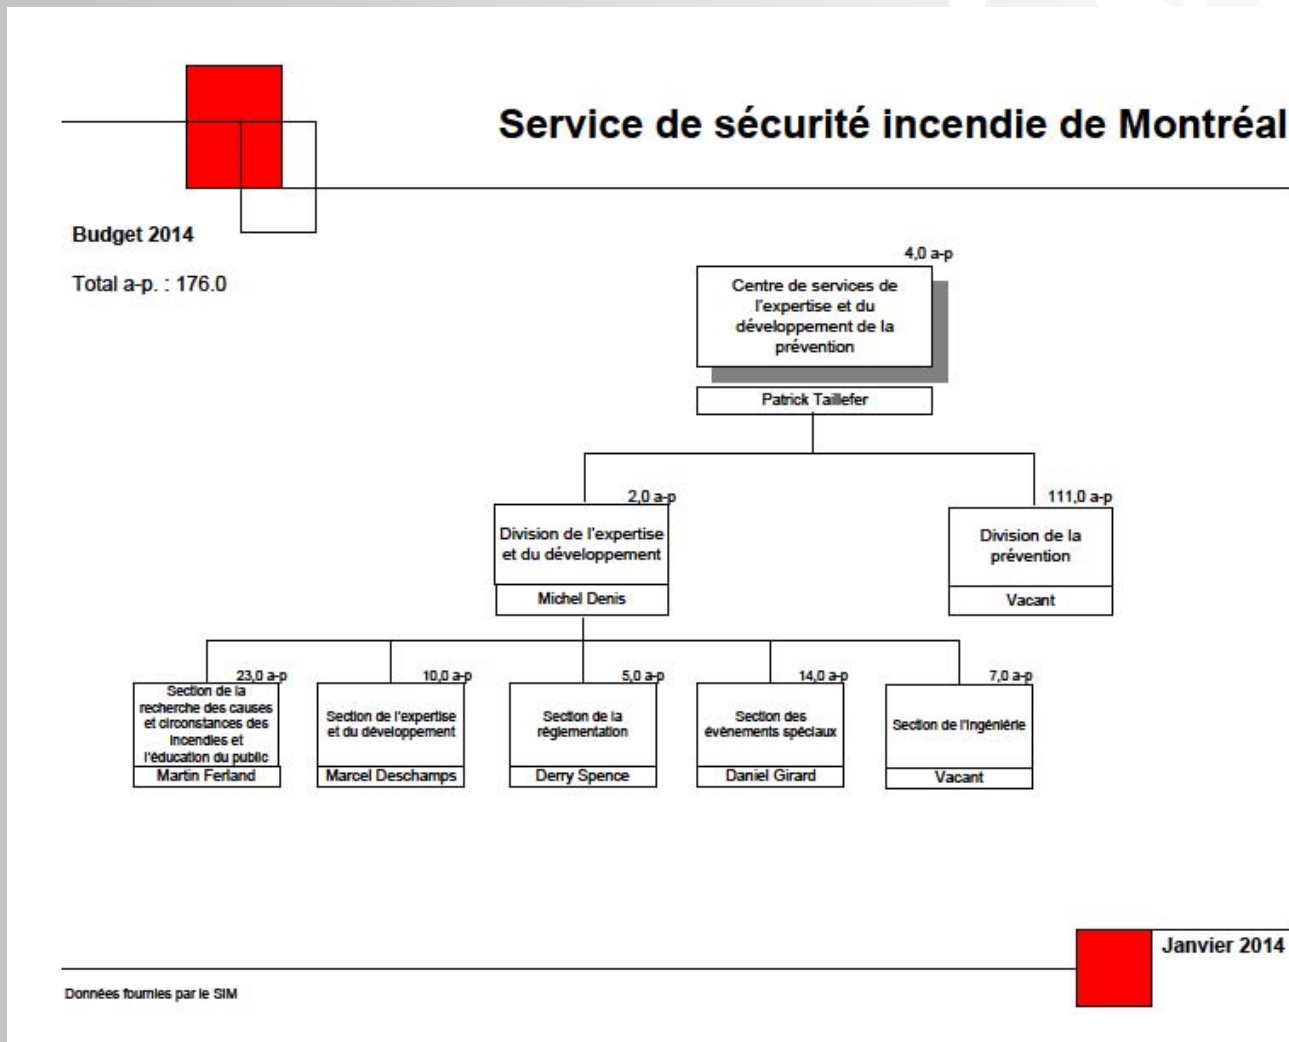 Service de sécurité incendie de Montréal
Budget 2014
Total a-p. : 176.0
4,0 a-p
Centre de services de
l'expertise et du
développement de la
prévention
Patrick Taillefer
2,0 a-p
Division de l'expertise
et du développement
Michel Denis
111,0 a-p
Division de la
prévention
Vacant
23,0 a-p
Section de la
recherche des causes
et circonstances des
incendies et
l'éducation du public
Martin Ferland
10,0 a-p
Section de l'expertise
et du développement
Marcel Deschamps
5,0 a-p
Section de la
règlementation
Derry Spence
14,0 a-p
Section des
évènements spéciaux
Daniel Girard
7,0 a-p
Section de l'ingéniérie
Vacant
Janvier 2014
Données fournies par le SIM